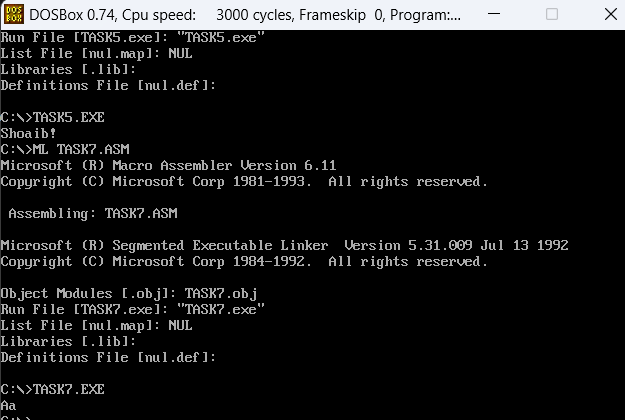 DOSBox 0.74, Cpu speed:    3000 cycles, Frameskip  0, Program:...
DOS
BOX
Run File [TASK5.exe]: "TASK5.exe"
List File [nul.map]: NUL
Libraries [.lib]:
Definitions File [nul.def]:

C:\>TASK5.EXE
Shoaib!
C:\>ML TASK7.ASM
Microsoft (R) Macro Assembler Version 6.11
Copyright (C) Microsoft Corp 1981-1993.  All rights reserved.

 Assembling: TASK7.ASM

Microsoft (R) Segmented Executable Linker  Version 5.31.009 Jul 13 1992
Copyright (C) Microsoft Corp 1984-1992.  All rights reserved.

Object Modules [.obj]: TASK7.obj
Run File [TASK7.exe]: "TASK7.exe"
List File [nul.map]: NUL
Libraries [.lib]:
Definitions File [nul.def]:

C:\>TASK7.EXE
Aa
C:\>